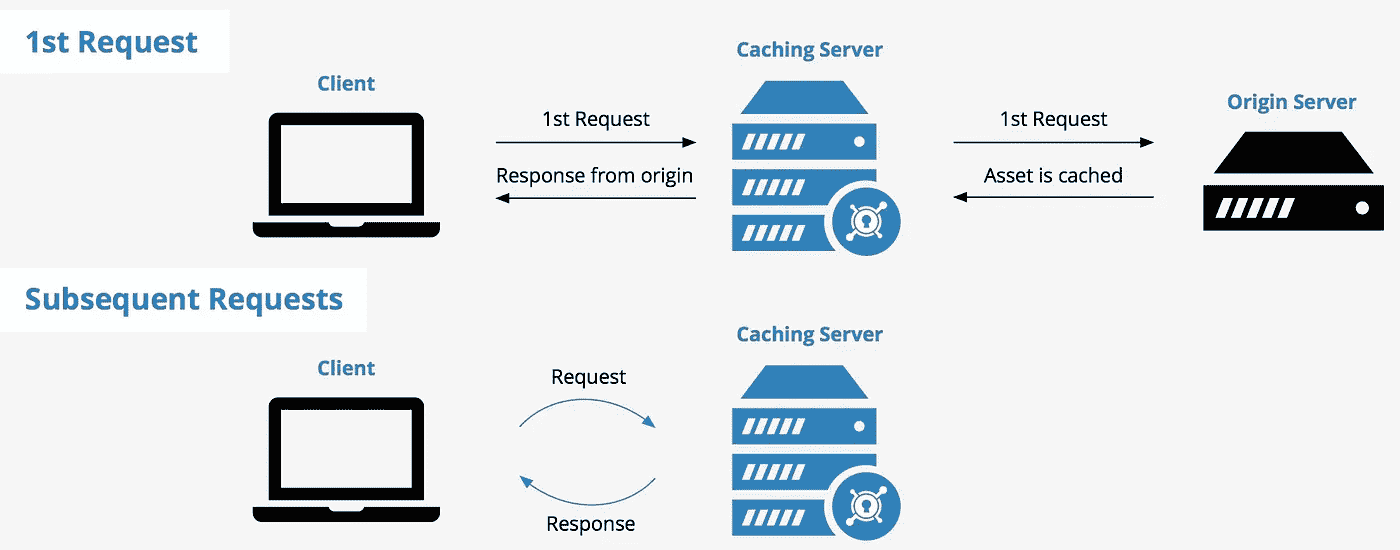 1st Request
Client
Caching Server
Origin Server
1st Request
Response from origin
1st Request
Asset is cached
Subsequent Requests
Client
Caching Server
Request
Response